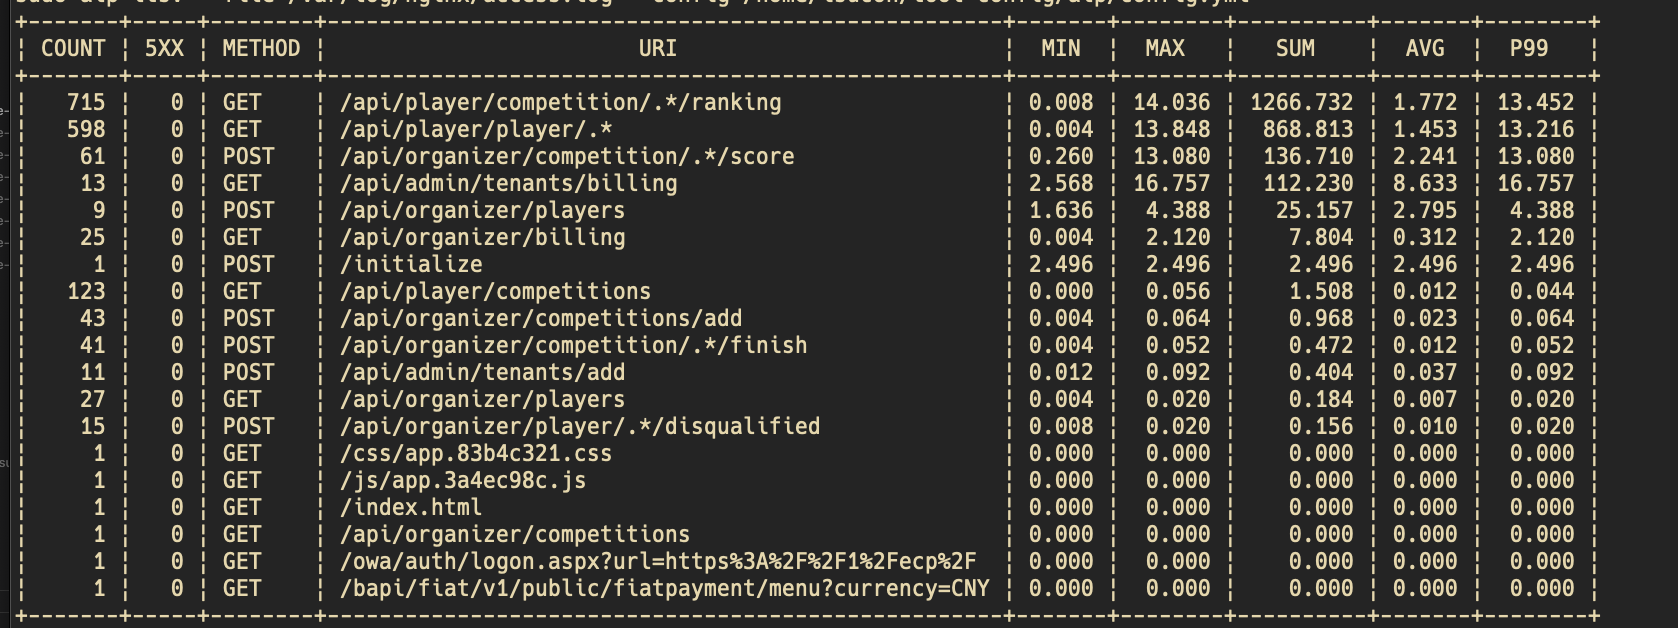 | COUNT | 5XX | METHOD | URI | MIN | MAX | SUM | AVG | P99 |
| 715 | 0 | GET | /api/player/competition/.*/ranking | 0.008 | 14.036 | 1266.732 | 1.772 | 13.452 |
| 598 | 0 | GET | /api/player/player/.* | 0.004 | 13.848 | 868.813 | 1.453 | 13.216 |
| 61 | 0 | POST | /api/organizer/competition/.*/score | 0.260 | 13.080 | 136.710 | 2.241 | 13.080 |
| 13 | 0 | GET | /api/admin/tenants/billing | 2.568 | 16.757 | 112.230 | 8.633 | 16.757 |
| 9 | 0 | POST | /api/organizer/players | 1.636 | 4.388 | 25.157 | 2.795 | 4.388 |
| 25 | 0 | GET | /api/organizer/billing | 0.004 | 2.120 | 7.804 | 0.312 | 2.120 |
| 1 | 0 | POST | /initialize | 2.496 | 2.496 | 2.496 | 2.496 | 2.496 |
| 123 | 0 | GET | /api/player/competitions | 0.000 | 0.056 | 1.508 | 0.012 | 0.044 |
| 43 | 0 | POST | /api/organizer/competitions/add | 0.004 | 0.064 | 0.968 | 0.023 | 0.064 |
| 41 | 0 | POST | /api/organizer/competition/.*/finish | 0.004 | 0.052 | 0.472 | 0.012 | 0.052 |
| 11 | 0 | POST | /api/admin/tenants/add | 0.012 | 0.092 | 0.404 | 0.037 | 0.092 |
| 27 | 0 | GET | /api/organizer/players | 0.004 | 0.020 | 0.184 | 0.007 | 0.020 |
| 15 | 0 | POST | /api/organizer/player/.*/disqualified | 0.008 | 0.020 | 0.156 | 0.010 | 0.020 |
| 1 | 0 | GET | /css/app.83b4c321.css | 0.000 | 0.000 | 0.000 | 0.000 | 0.000 |
| 1 | 0 | GET | /js/app.3a4ec98c.js | 0.000 | 0.000 | 0.000 | 0.000 | 0.000 |
| 1 | 0 | GET | /index.html | 0.000 | 0.000 | 0.000 | 0.000 | 0.000 |
| 1 | 0 | GET | /api/organizer/competitions | 0.000 | 0.000 | 0.000 | 0.000 | 0.000 |
| 1 | 0 | GET | /owa/auth/logon.aspx?url=https%3A%2F%2F1%2Fecp%2F | 0.000 | 0.000 | 0.000 | 0.000 | 0.000 |
| 1 | 0 | GET | /bapi/fiat/v1/public/fiatpayment/menu?currency=CNY | 0.000 | 0.000 | 0.000 | 0.000 | 0.000 |